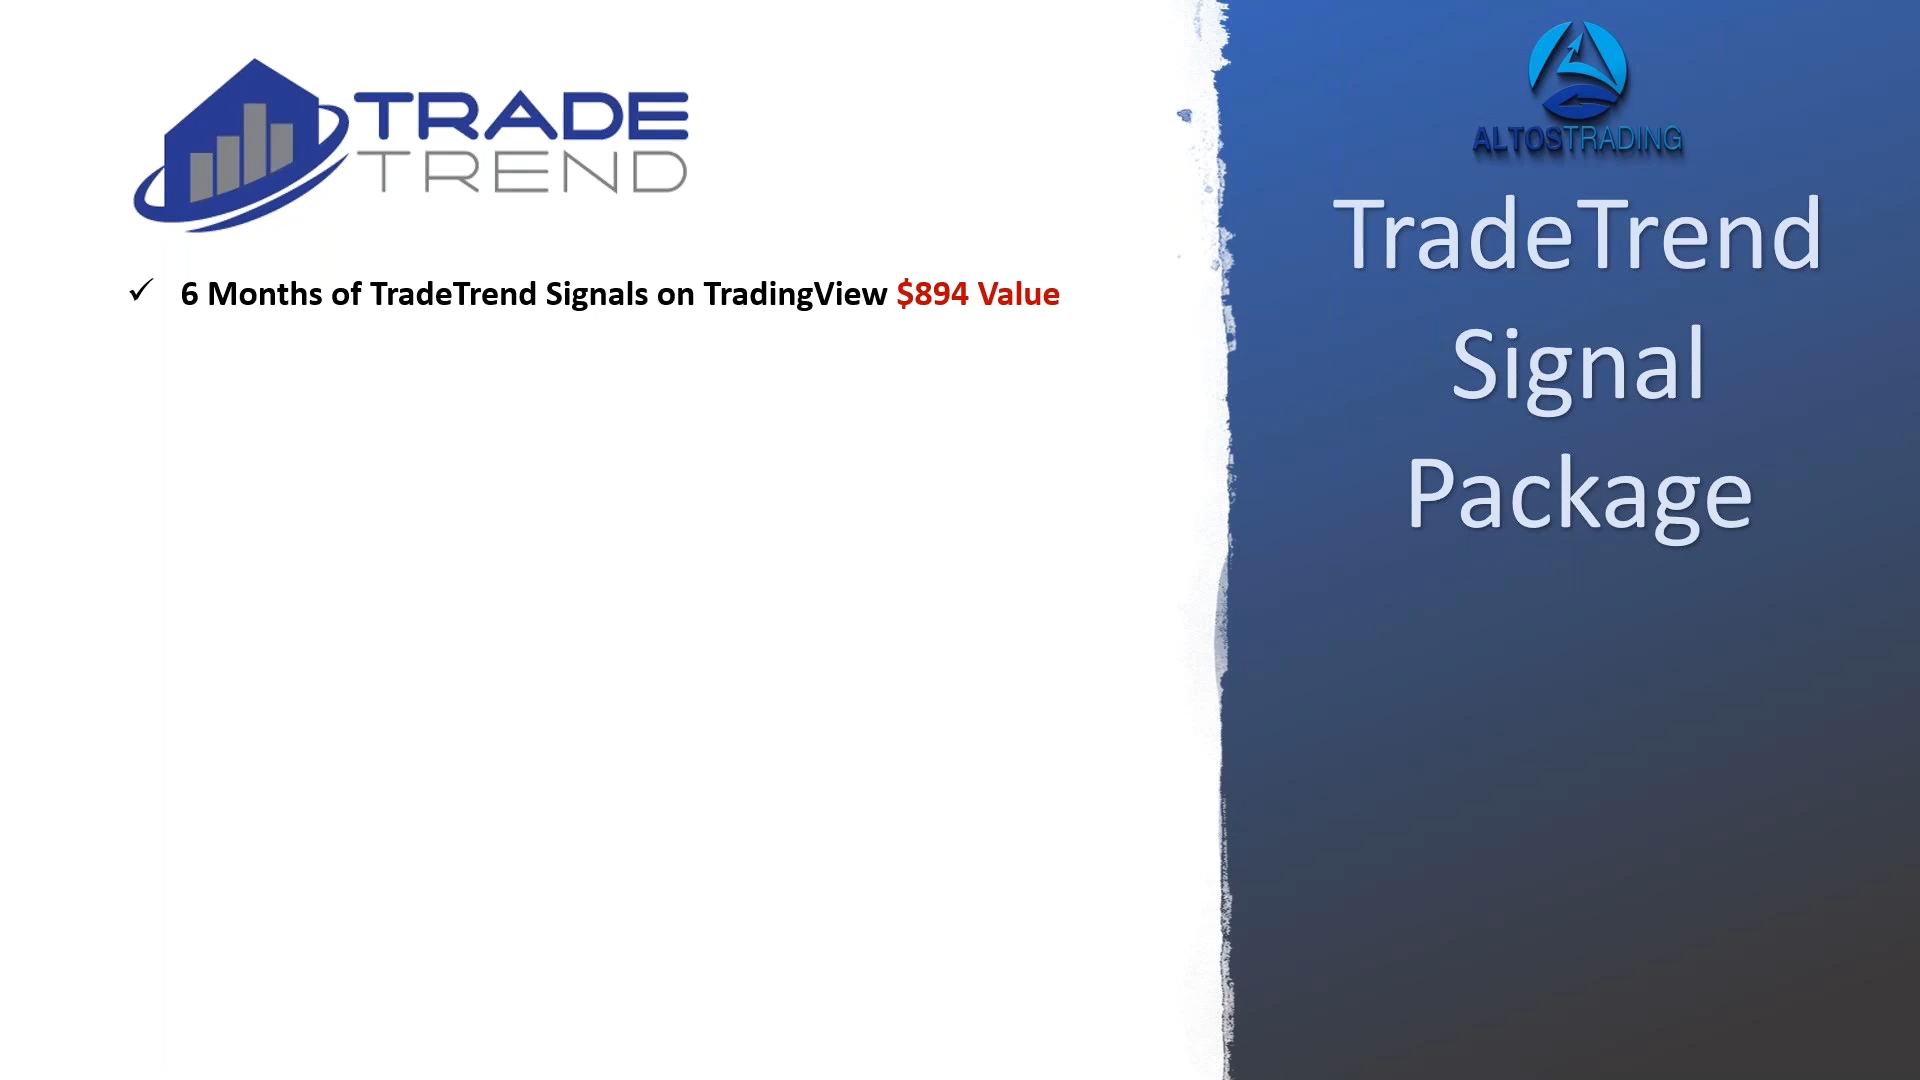 TRADE
TREND
✓ 6 Months of TradeTrend Signals on TradingView $894 Value
ALTOSTRADING
TradeTrend
Signal
Package